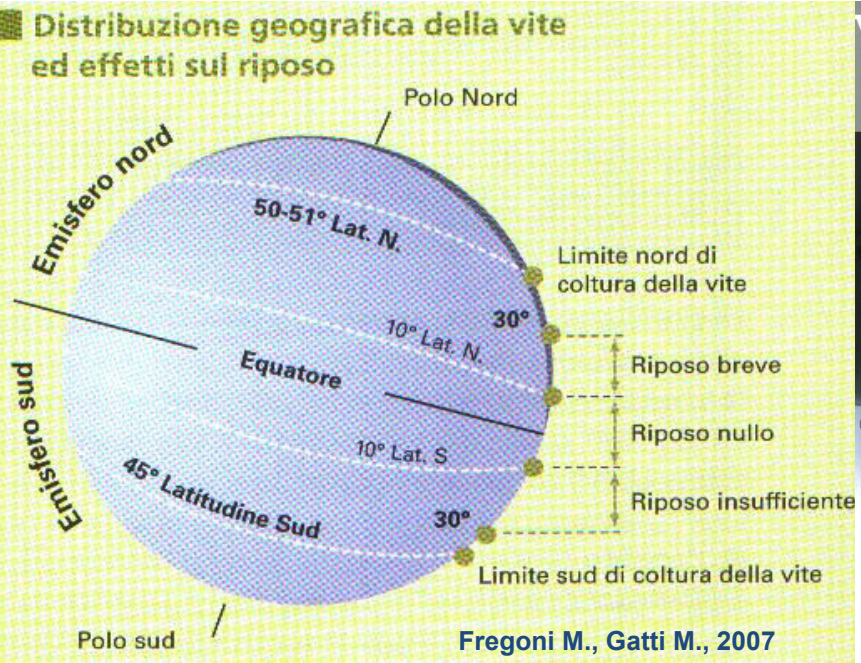 Distribuzione geografica della vite
ed effetti sul riposo
Polo Nord
Emisfero nord
50-51° Lat. N.
Limite nord di
coltura della vite
30°
10° Lat. N.
Riposo breve
Equatore
Riposo nullo
Emisfero sud
10° Lat. S
45° Latitudine Sud
Riposo insufficiente
30°
Limite sud di coltura della vite
Polo sud
Fregoni M., Gatti M., 2007